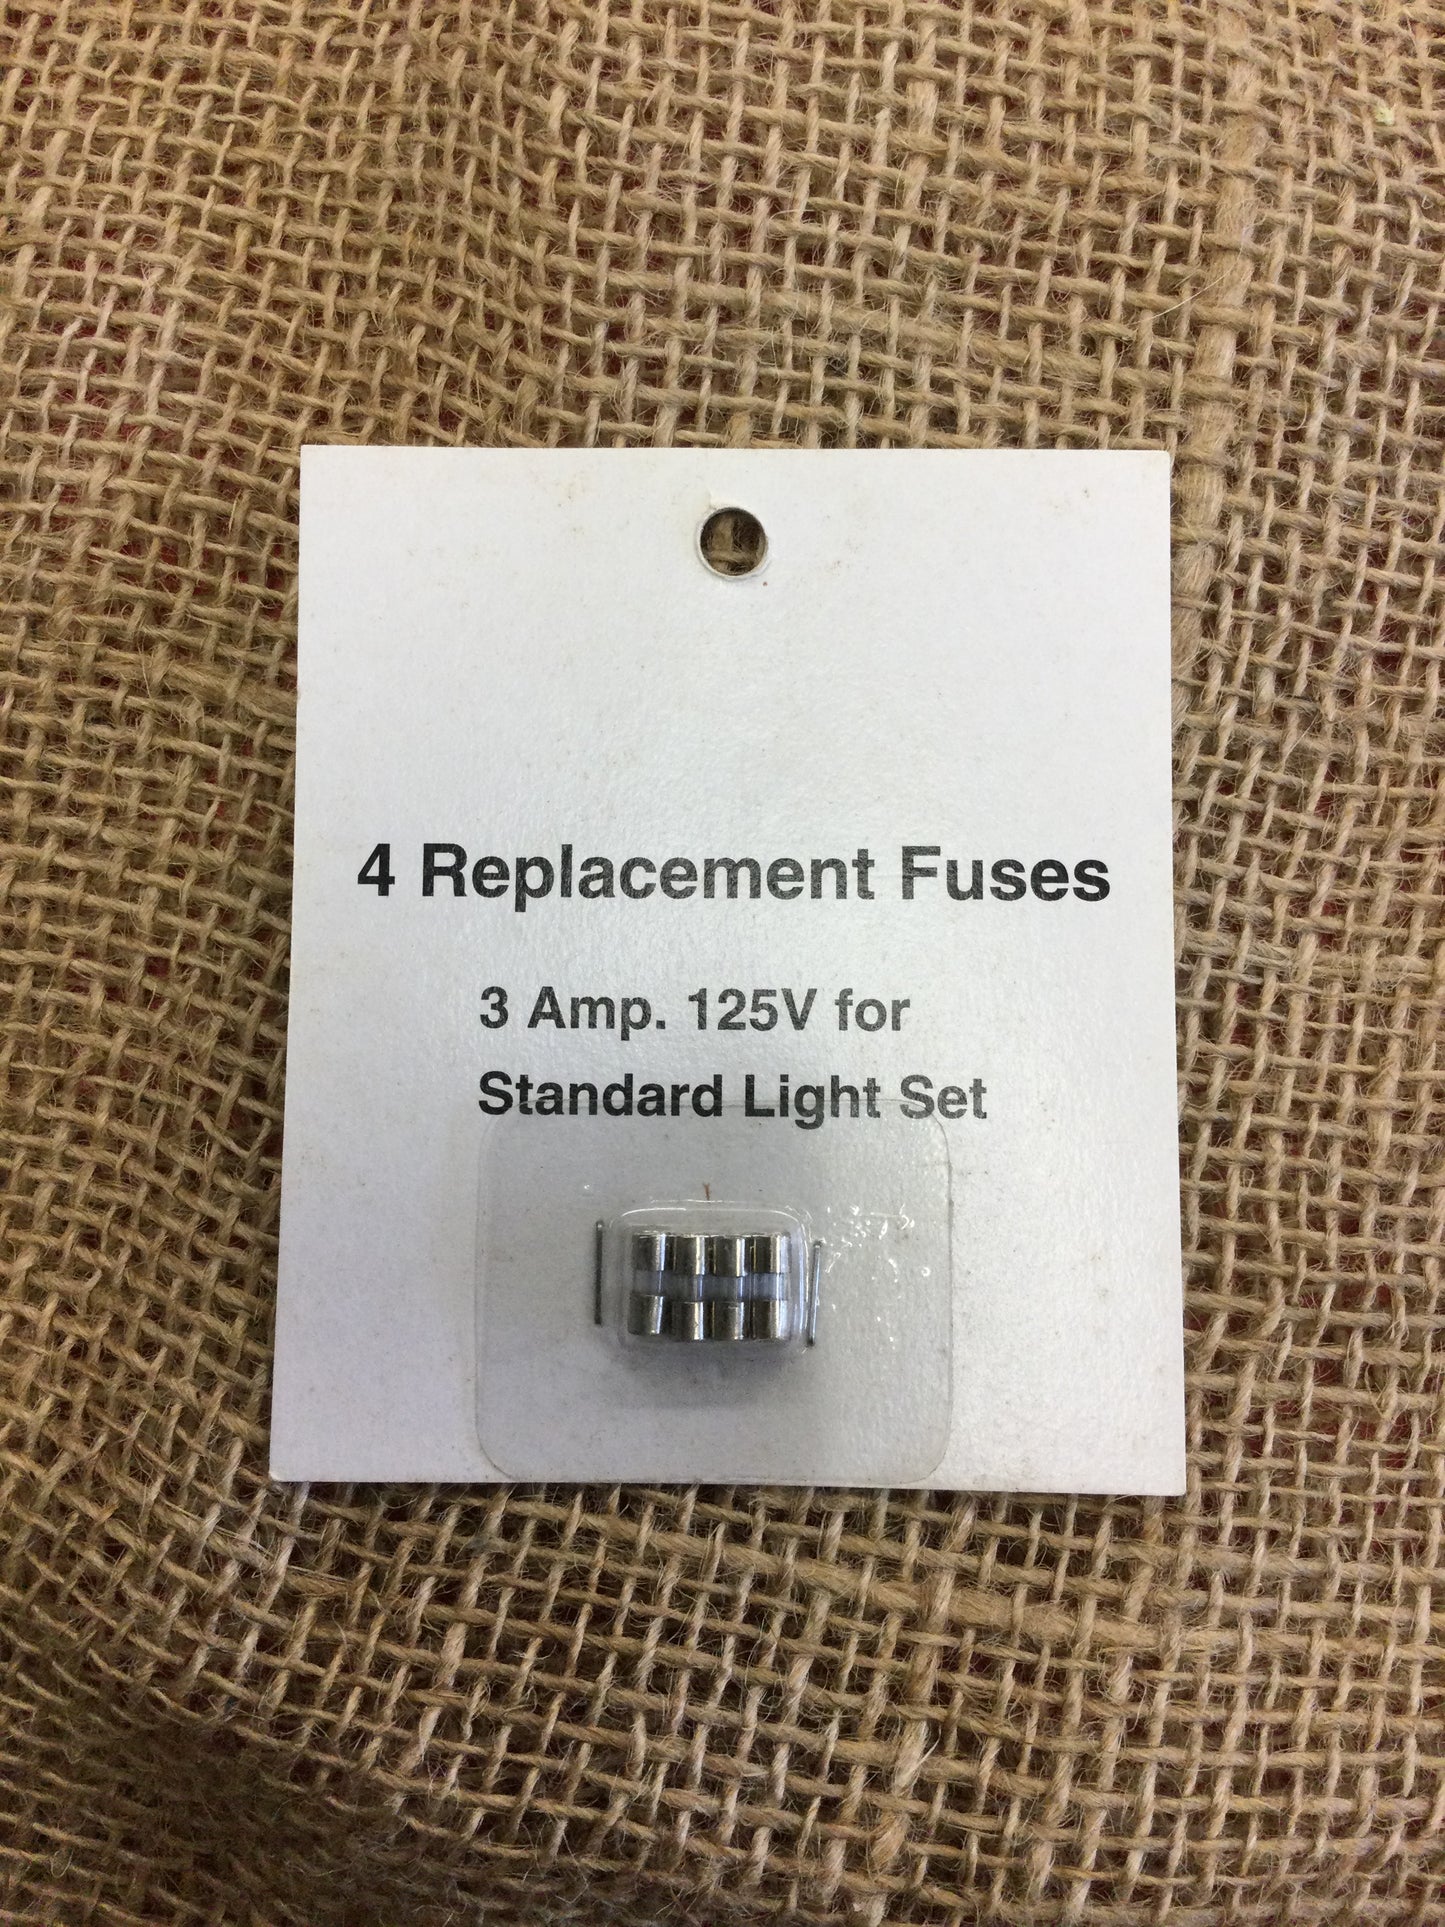 4 Replacement Fuses
3 Amp. 125V for
Standard Light Set